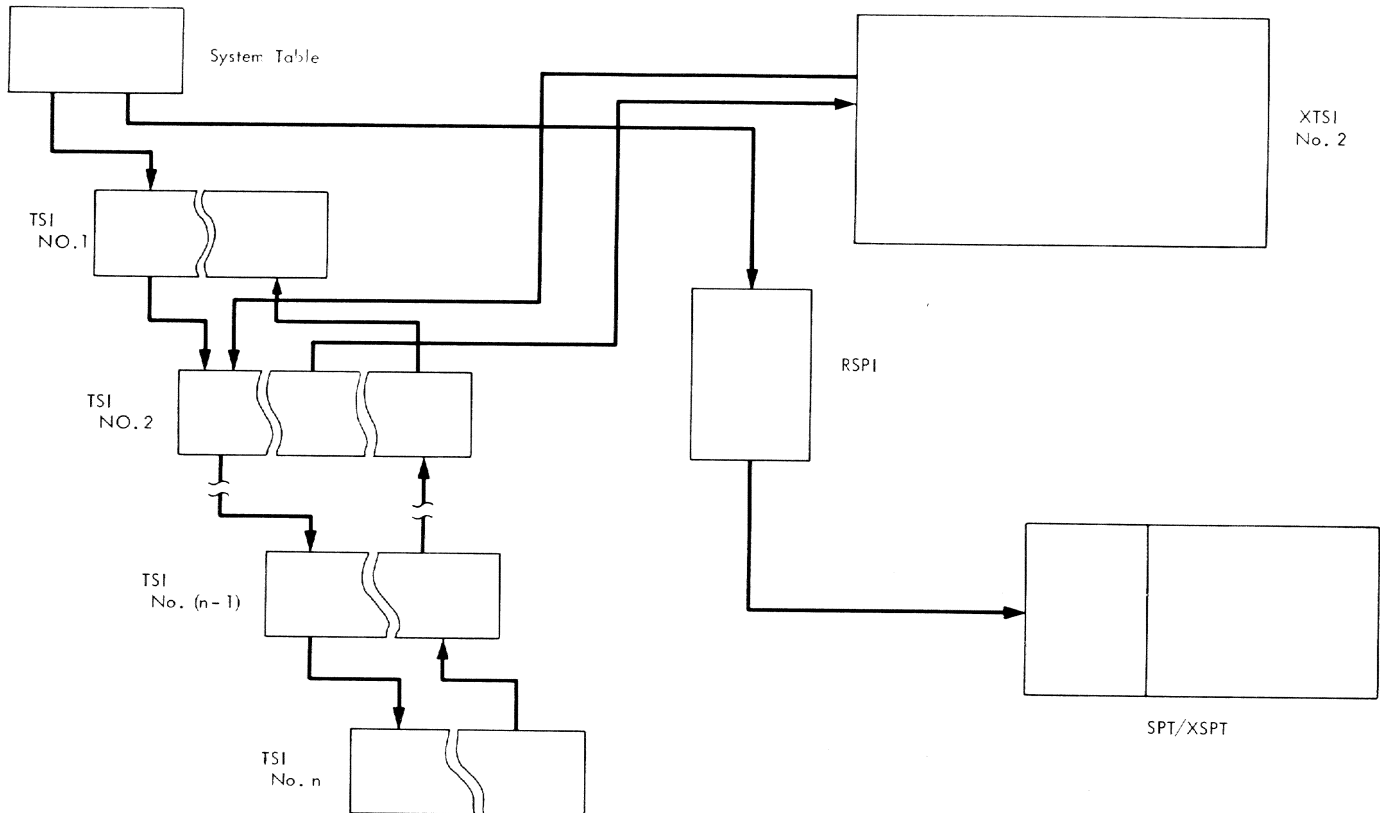 System Table
XTSI
No. 2
TSI
NO.1
RSPI
TSI
NO.2
TSI
No. (n-1)
SPT/XSPT
TSI
No. n